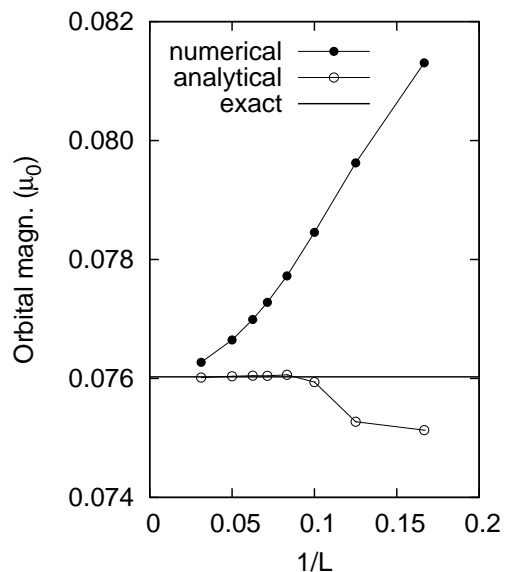 0.082
numerical
analytical
exact
0.080
Orbital magn. (μ0)
0.078
0.076
0.074
0 0.05 0.1 0.15 0.2
1/L